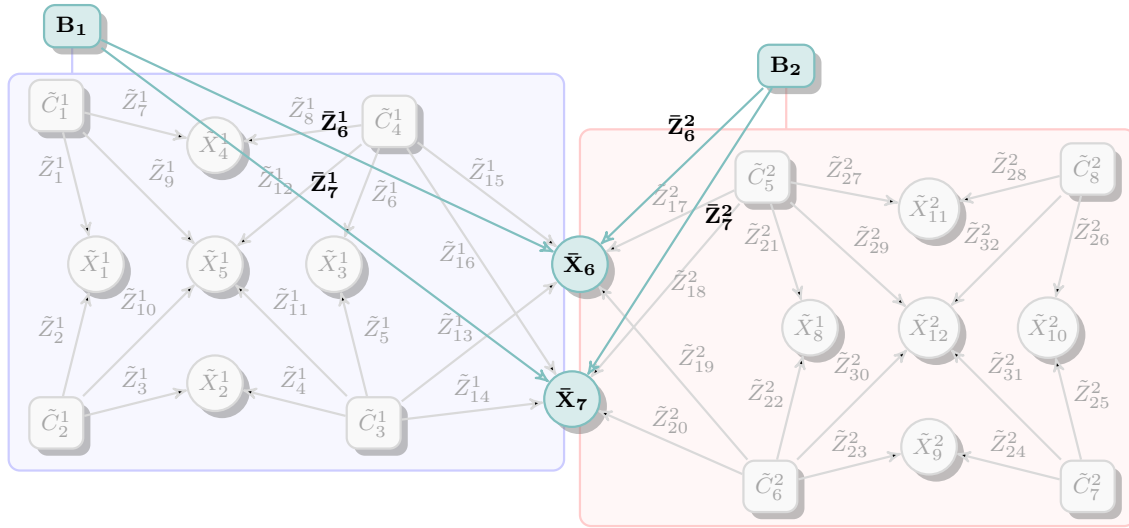 B₁
B₂
C̃₁¹
Z̃₇¹
Z̃₈¹
Z̄₆¹
C̃₄¹
Z̄₆²
X̃₄¹
Z̃₁¹
Z̃₉¹
Z̃₁₂¹
Z̄₇¹
Z̃₆¹
Z̃₁₅¹
Z̃₁₇²
Z̄₇²
C̃₅²
Z̃₂₇²
Z̃₂₈²
C̃₈²
X̃₁₁²
Z̃₂₁²
Z̃₂₉²
Z̃₃₂²
Z̃₂₆²
X̃₁¹
X̃₅¹
X̃₃¹
Z̃₁₆¹
X̄₆
Z̃₁₈²
Z̃₂¹
Z̃₁₀¹
Z̃₁₁¹
Z̃₅¹
Z̃₁₃¹
X̃₈¹
X̃₁₂²
X̃₁₀²
Z̃₁₉²
Z̃₃₀²
Z̃₃₁²
Z̃₃¹
X̃₂¹
Z̃₄¹
Z̃₁₄¹
X̄₇
Z̃₂₂²
Z̃₂₅²
C̃₂¹
C̃₃¹
Z̃₂₀²
Z̃₂₃²
X̃₉²
Z̃₂₄²
C̃₆²
C̃₇²